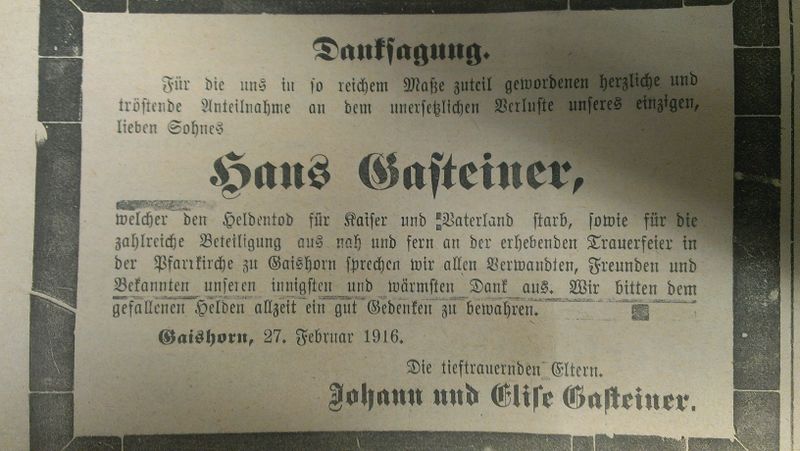 Danksagung.
Für die uns in so reichem Maße zuteil gewordenen herzliche und
tröstende Anteilnahme an dem unersetzlichen Verluste unseres einzigen,
lieben Sohnes
Hans Gasteiner,
welcher den Heldentod für Kaiser und Vaterland starb, sowie für die
zahlreiche Beteiligung aus nah und fern an der erhebenden Trauerfeier in
der Pfarrkirche zu Gaishorn sprechen wir allen Verwandten, Freunden und
Bekannten unseren innigsten und wärmsten Dank aus. Wir bitten dem
gefallenen Helden allzeit ein gut Gedenken zu bewahren.
Gaishorn, 27. Februar 1916.
Die tieftrauernden Eltern.
Johann und Elise Gasteiner.